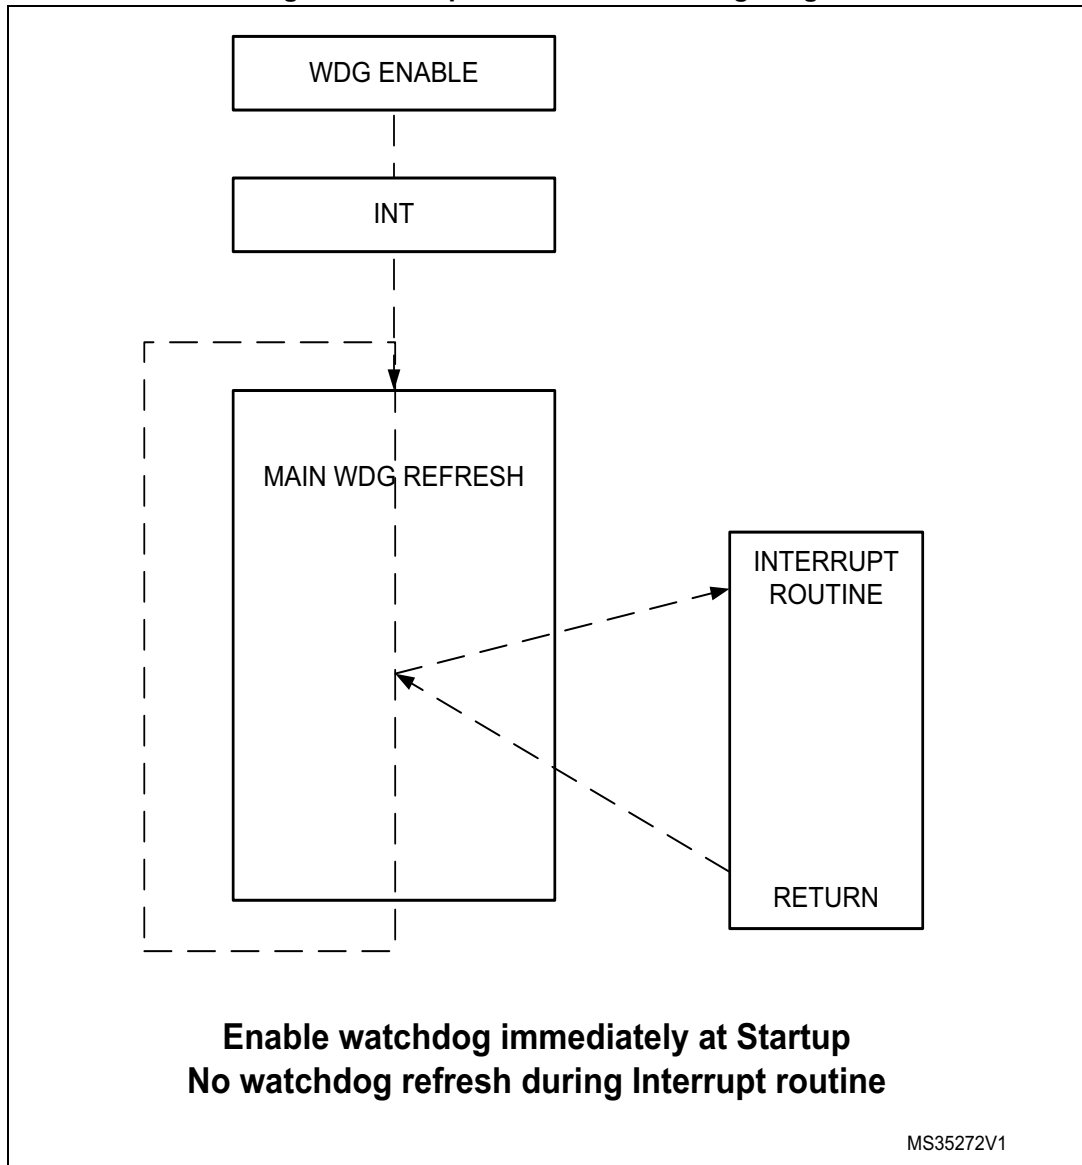 WDG ENABLE
INT
MAIN WDG REFRESH
INTERRUPT
ROUTINE
RETURN
Enable watchdog immediately at Startup
No watchdog refresh during Interrupt routine
MS35272V1